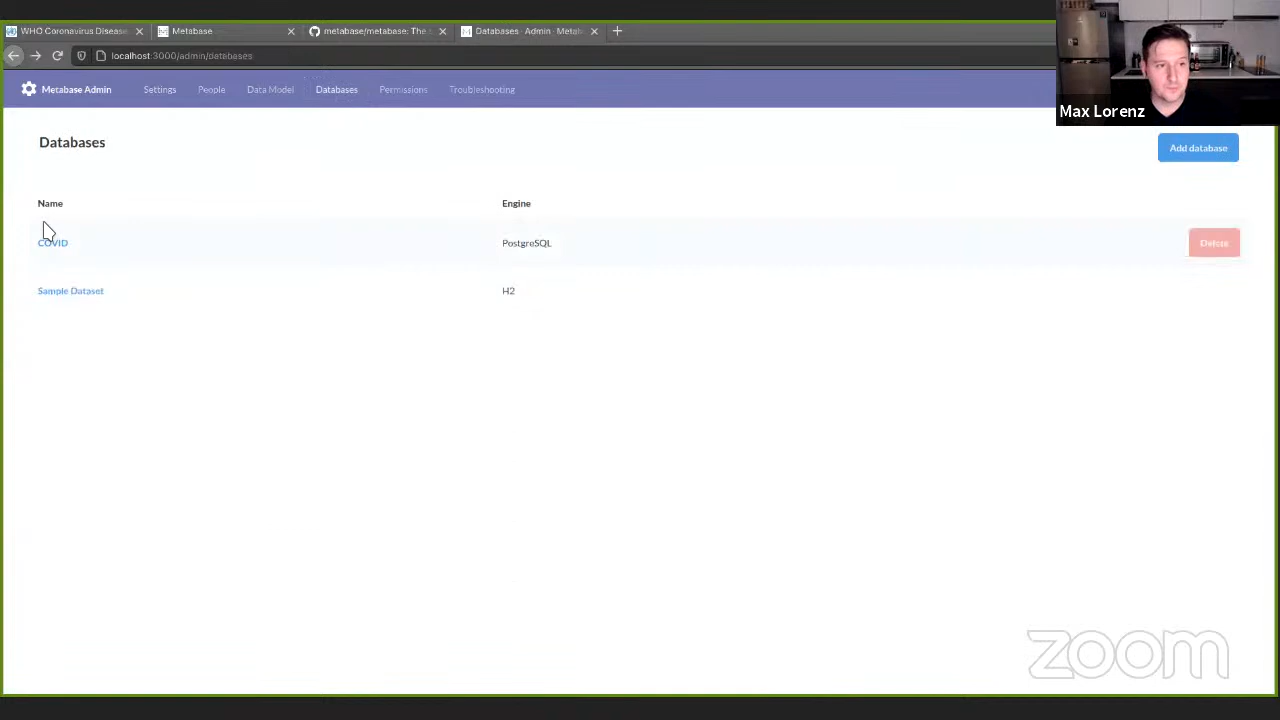 WHO Coronavirus Diseas
Metabase
metabase/metabase: The
Databases · Admin · Metab
localhost:3000/admin/databases
Metabase Admin
Settings
People
Data Model
Databases
Permissions
Troubleshooting
Max Lorenz
Databases
Add database
Name
Engine
COVID
PostgreSQL
Delete
Sample Dataset
H2
zoom